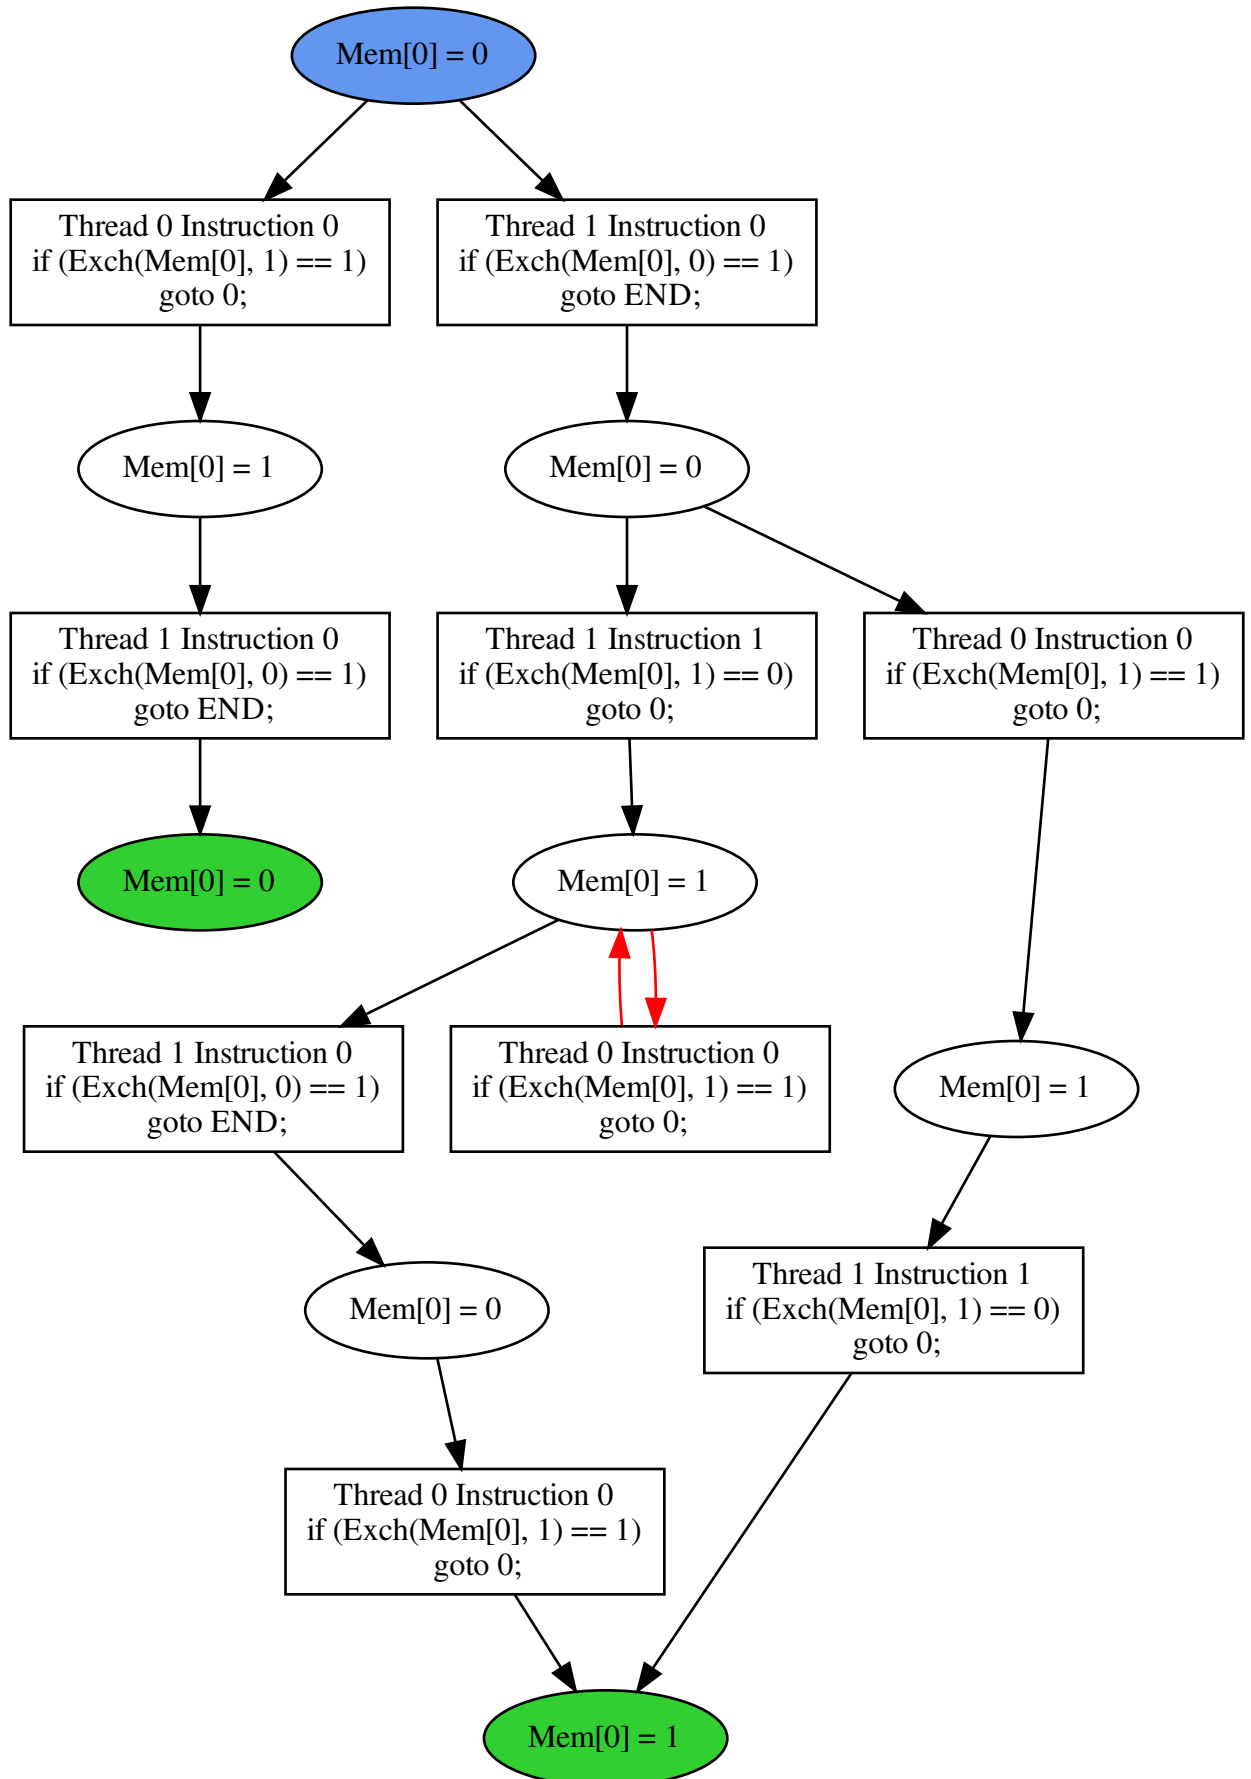 Mem[0] = 0
Thread 0 Instruction 0
if (Exch(Mem[0], 1) == 1)
goto 0;
Thread 1 Instruction 0
if (Exch(Mem[0], 0) == 1)
goto END;
Mem[0] = 1
Mem[0] = 0
Thread 1 Instruction 0
if (Exch(Mem[0], 0) == 1)
goto END;
Thread 1 Instruction 1
if (Exch(Mem[0], 1) == 0)
goto 0;
Thread 0 Instruction 0
if (Exch(Mem[0], 1) == 1)
goto 0;
Mem[0] = 0
Mem[0] = 1
Thread 1 Instruction 0
if (Exch(Mem[0], 0) == 1)
goto END;
Thread 0 Instruction 0
if (Exch(Mem[0], 1) == 1)
goto 0;
Mem[0] = 1
Mem[0] = 0
Thread 1 Instruction 1
if (Exch(Mem[0], 1) == 0)
goto 0;
Thread 0 Instruction 0
if (Exch(Mem[0], 1) == 1)
goto 0;
Mem[0] = 1